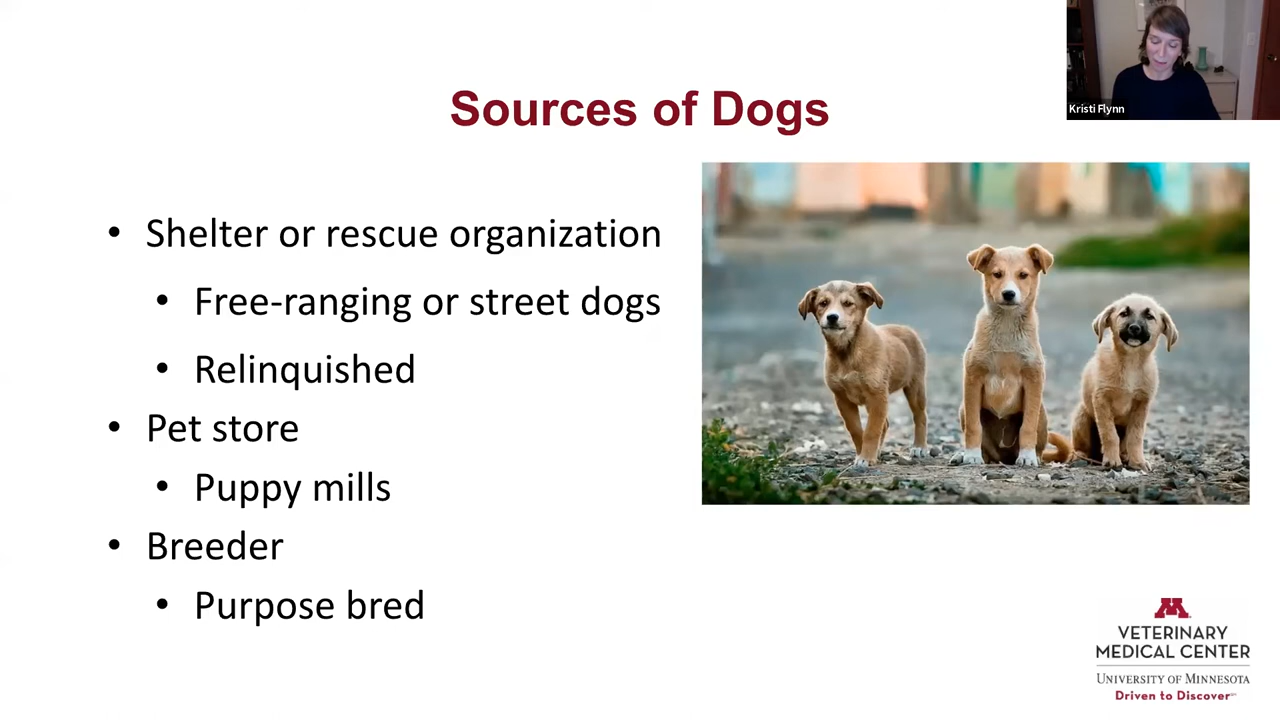 Kristi Flynn
Sources of Dogs
• Shelter or rescue organization
• Free-ranging or street dogs
• Relinquished
• Pet store
• Puppy mills
• Breeder
• Purpose bred
M
VETERINARY
MEDICAL CENTER
UNIVERSITY OF MINNESOTA
Driven to Discover